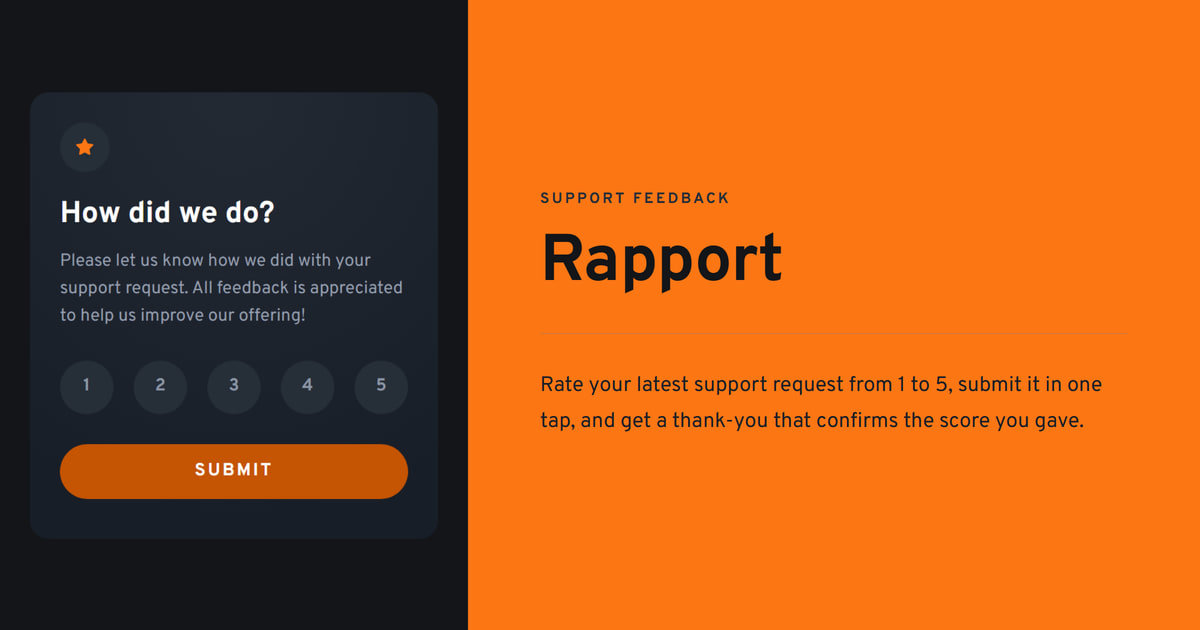 How did we do?
Please let us know how we did with your
support request. All feedback is appreciated
to help us improve our offering!
1 2 3 4 5
SUBMIT
SUPPORT FEEDBACK
Rapport
Rate your latest support request from 1 to 5, submit it in one
tap, and get a thank-you that confirms the score you gave.